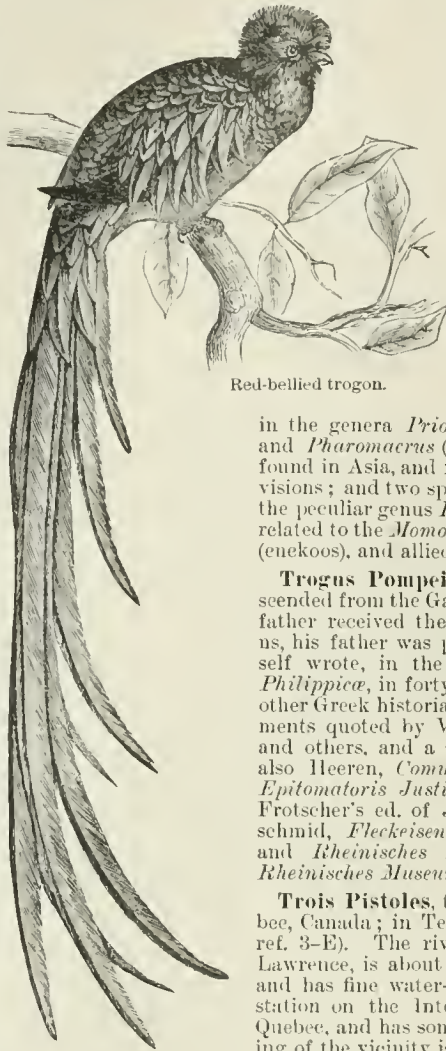 Red-bellied trogon.
in the genera Prio
and Pharomacrus (
found in Asia, and
visions; and two sp
the peculiar genus
related to the Momo
(cnekoos), and allied
Trogus Pompei
scended from the Ga
father received the
us, his father was p
self wrote, in the
Philippicæ, in forty
other Greek historia
ments quoted by V
and others, and a
also Heeren, Comm
Epitomatoris Justi
Frotscher's ed. of
schmid, Fleckeisen
and Rheinisches
Rheinisches Museu
Trois Pistoles, t
bec, Canada; in Te
ref. 3-E). The riv
Lawrence, is about
and has fine water-
station on the Inte
Quebec, and has son
ing of the vicinity is